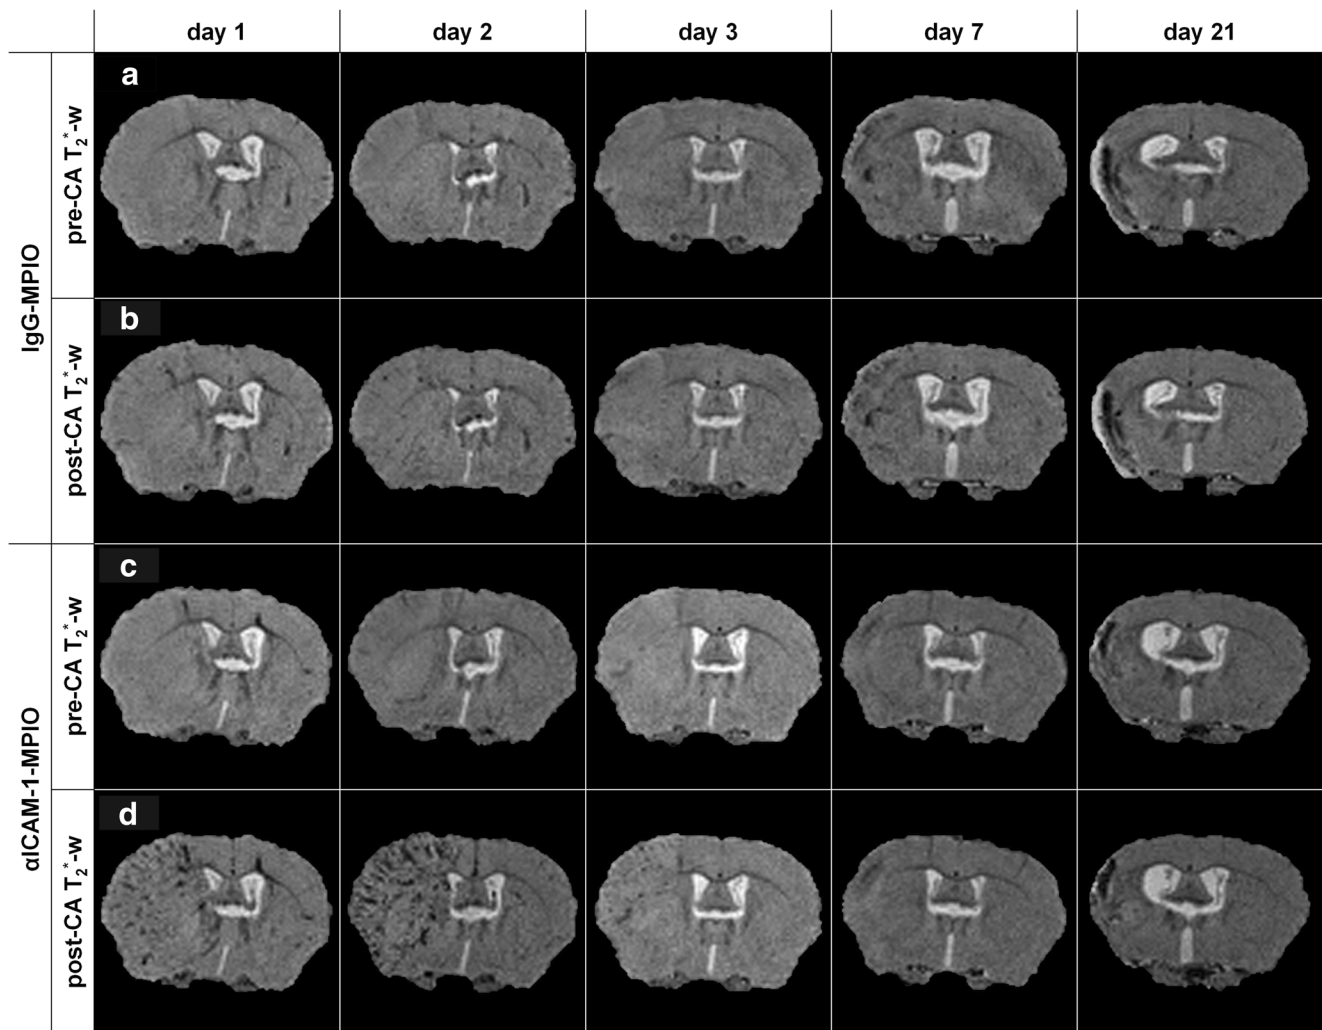 day 1 day 2 day 3 day 7 day 21
IgG-MPIO
pre-CA T₂*-w
a
post-CA T₂*-w
b
αICAM-1-MPIO
pre-CA T₂*-w
c
post-CA T₂*-w
d